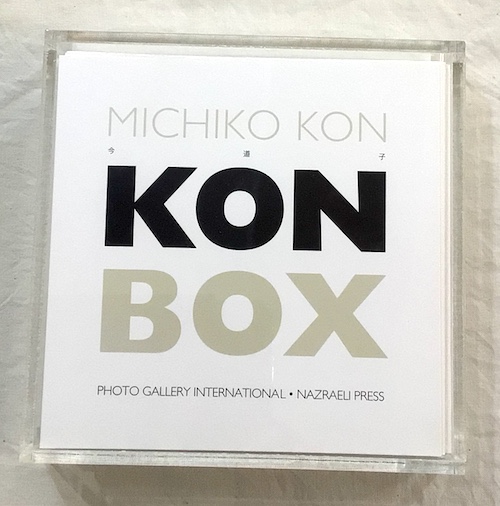 MICHIKO KON
今 道 子
KON
BOX
PHOTO GALLERY INTERNATIONAL • NAZRAELI PRESS